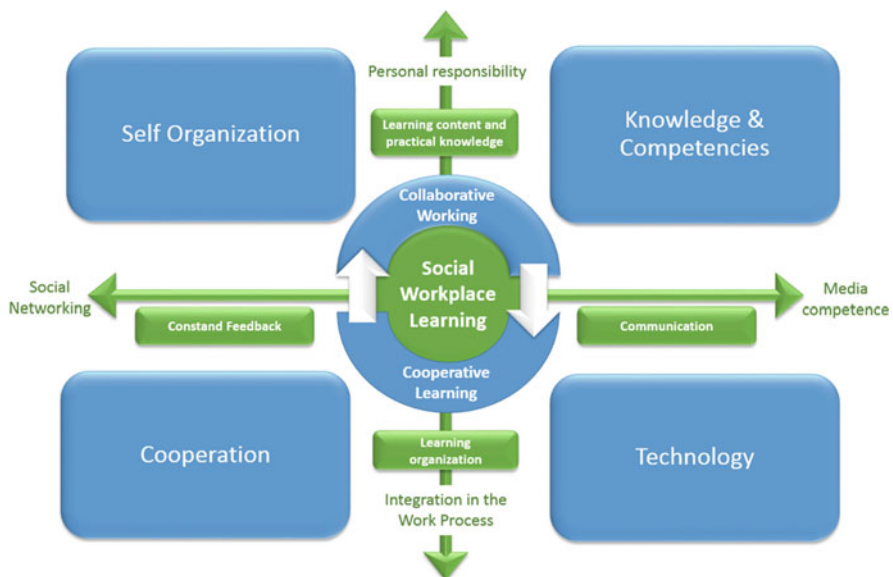 Personal responsibility
Self Organization
Learning content and
practical knowledge
Knowledge &
Competencies
Collaborative
Working
Social
Networking
Social
Workplace
Learning
Media
competence
Constand Feedback
Communication
Cooperative
Learning
Cooperation
Learning
organization
Technology
Integration in the
Work Process